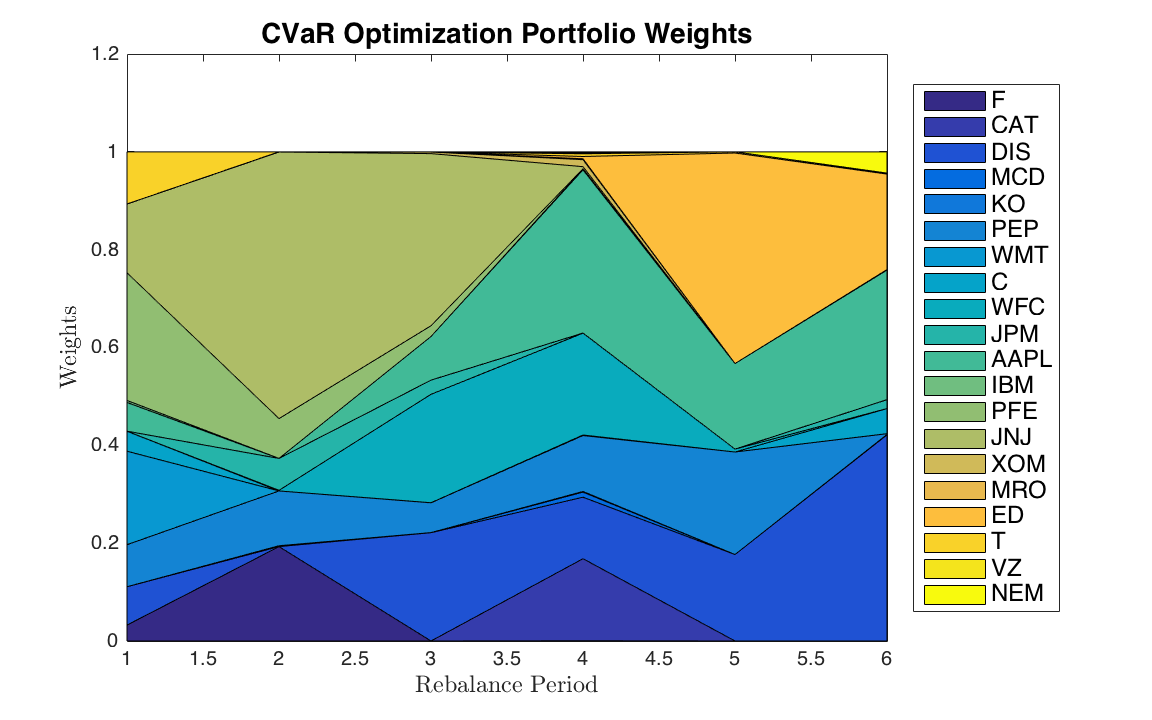 CVaR Optimization Portfolio Weights
1.2
1
0.8
0.6
0.4
0.2
0
Weights
1 1.5 2 2.5 3 3.5 4 4.5 5 5.5 6
Rebalance Period
F
CAT
DIS
MCD
KO
PEP
WMT
C
WFC
JPM
AAPL
IBM
PFE
JNJ
XOM
MRO
ED
T
VZ
NEM